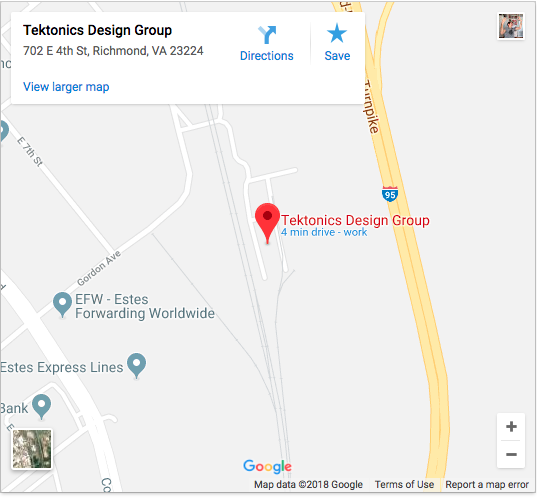 Tektonics Design Group
702 E 4th St, Richmond, VA 23224
Directions
Save
View larger map
Turnpike
E 7th St
95
Tektonics Design Group
4 min drive - work
Gordon Ave
EFW - Estes
Forwarding Worldwide
Estes Express Lines
Bank
Co
+
−
Google
Map data ©2018 Google
Terms of Use
Report a map error